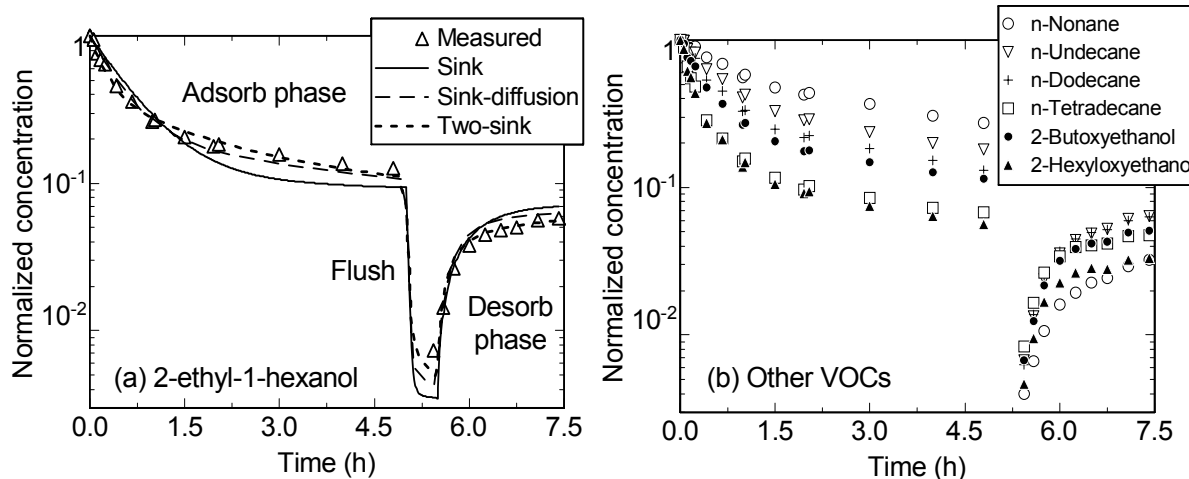 Normalized concentration
1
10⁻¹
10⁻²
Measured
Sink
Sink-diffusion
Two-sink
Adsorb phase
Flush
Desorb
phase
(a) 2-ethyl-1-hexanol
0.0 1.5 3.0 4.5 6.0 7.5
Time (h)
Normalized concentration
1
10⁻¹
10⁻²
n-Nonane
n-Undecane
n-Dodecane
n-Tetradecane
2-Butoxyethanol
2-Hexyloxyethanol
(b) Other VOCs
0.0 1.5 3.0 4.5 6.0 7.5
Time (h)